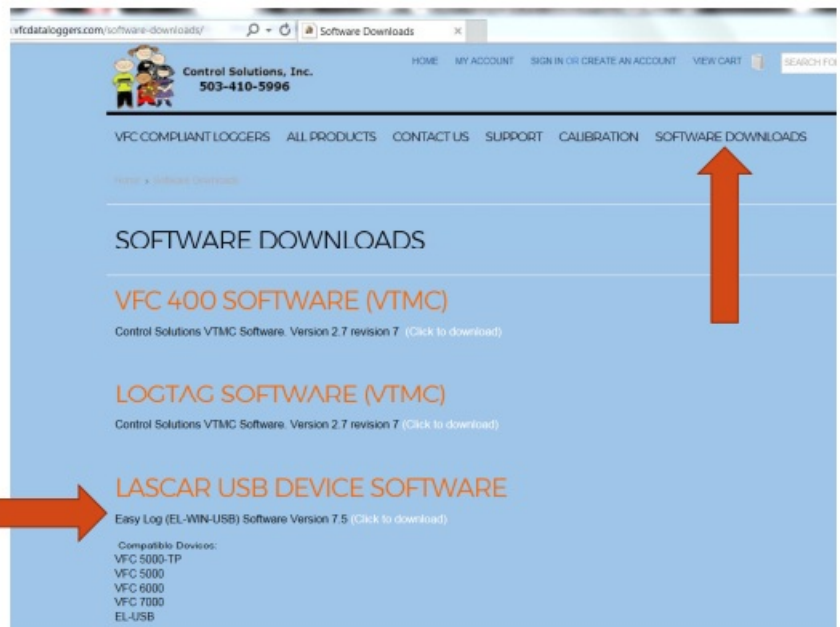 vfcdataloggers.com/software-downloads/
Software Downloads
Control Solutions, Inc.
503-410-5996
HOME MY ACCOUNT SIGN IN OR CREATE AN ACCOUNT VIEW CART SEARCH FO
VFC COMPLIANT LOGGERS ALL PRODUCTS CONTACT US SUPPORT CALIBRATION SOFTWARE DOWNLOADS
Home Software Downloads
SOFTWARE DOWNLOADS
VFC 400 SOFTWARE (VTMC)
Control Solutions VTMC Software. Version 2.7 revision 7 (Click to download)
LOGTAG SOFTWARE (VTMC)
Control Solutions VTMC Software. Version 2.7 revision 7 (Click to download)
LASCAR USB DEVICE SOFTWARE
Easy Log (EL-WIN-USB) Software Version 7.5 (Click to download)
Compatible Devices:
VFC 5000-TP
VFC 5000
VFC 6000
VFC 7000
EL-USB